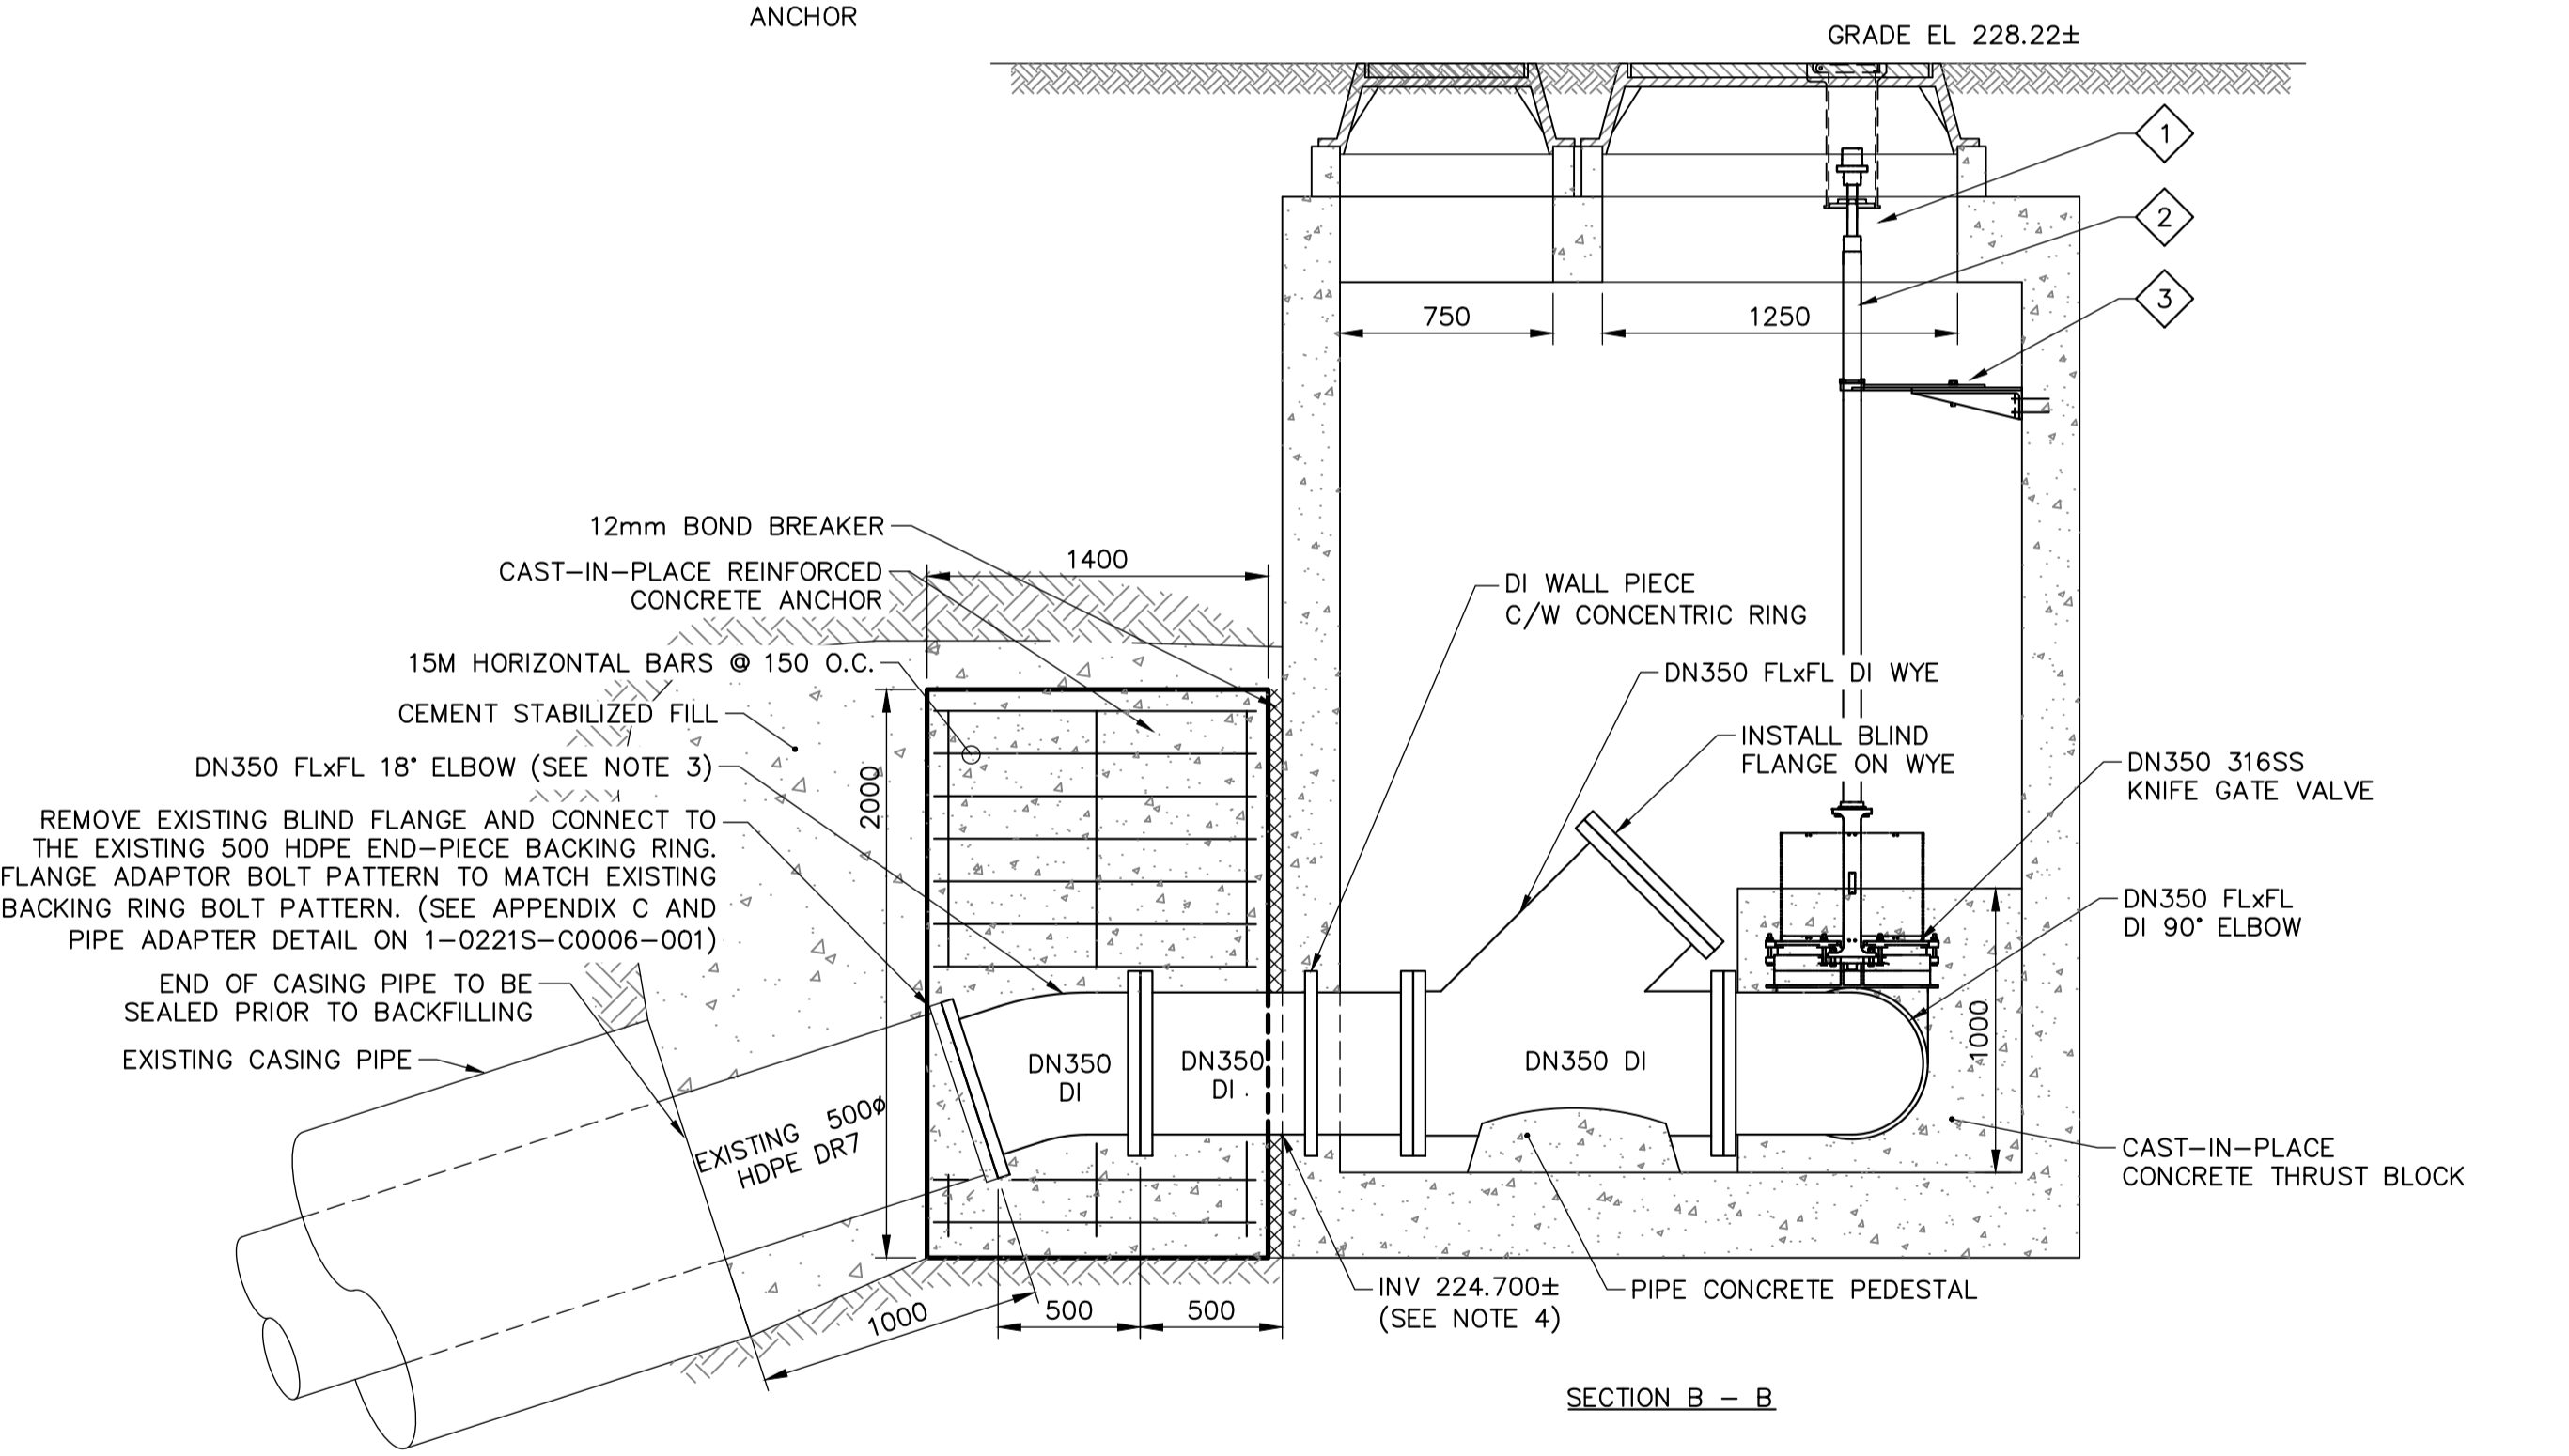 ANCHOR
GRADE EL 228.22±
1
2
3
750
1250
12mm BOND BREAKER
1400
CAST-IN-PLACE REINFORCED
CONCRETE ANCHOR
DI WALL PIECE
C/W CONCENTRIC RING
15M HORIZONTAL BARS @ 150 O.C.
DN350 FLxFL DI WYE
CEMENT STABILIZED FILL
INSTALL BLIND
FLANGE ON WYE
DN350 FLxFL 18° ELBOW (SEE NOTE 3)
2000
DN350 316SS
KNIFE GATE VALVE
REMOVE EXISTING BLIND FLANGE AND CONNECT TO
THE EXISTING 500 HDPE END-PIECE BACKING RING.
FLANGE ADAPTOR BOLT PATTERN TO MATCH EXISTING
BACKING RING BOLT PATTERN. (SEE APPENDIX C AND
PIPE ADAPTER DETAIL ON 1-0221S-C0006-001)
DN350 FLxFL
DI 90° ELBOW
END OF CASING PIPE TO BE
SEALED PRIOR TO BACKFILLING
1000
EXISTING CASING PIPE
DN350
DI
DN350
DI
DN350 DI
EXISTING 500ø
HDPE DR7
CAST-IN-PLACE
CONCRETE THRUST BLOCK
INV 224.700±
(SEE NOTE 4)
PIPE CONCRETE PEDESTAL
1000
500
500
SECTION B - B